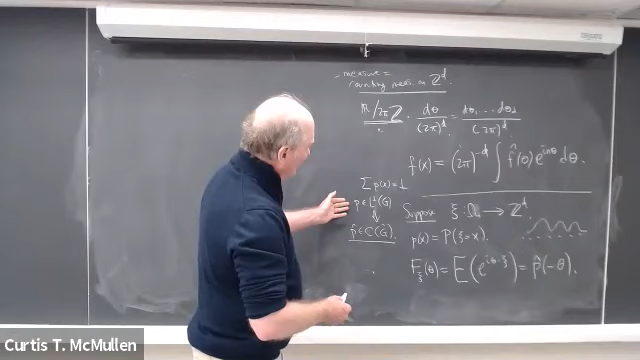 - measure =
counting meas. on ℤ^d.
ℝ/2πℤ · dθ/(2π)^d = dθ₁...dθ_d/(2π)^d
f(x) = (2π)^{-d} ∫ f̂(θ) e^{ixθ} dθ.
Σ p(x) = 1
p ∈ L¹(G)
p̂ ∈ C(Ĝ).
Suppose ξ: Ω → ℤ^d.
p(x) = P(ξ=x).
F_ξ(θ) = E(e^{iθ·ξ}) = p̂(-θ).
Curtis T. McMullen